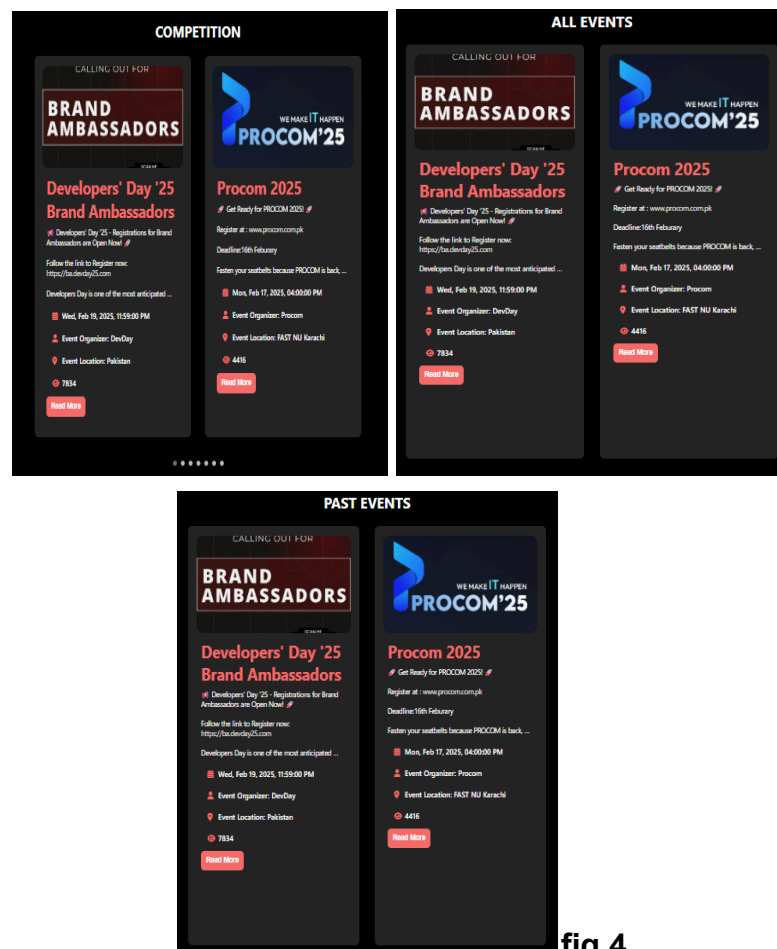 COMPETITION
CALLING OUT FOR
BRAND
AMBASSADORS
Developers' Day '25
Brand Ambassadors
Developers' Day '25 - Registrations for Brand
Ambassadors are Open Now!
Follow the link to Register now:
https://ba.devday25.com
Developers Day is one of the most anticipated ...
Wed, Feb 19, 2025, 11:59:00 PM
Event Organizer: DevDay
Event Location: Pakistan
7834
Read More
WE MAKE IT HAPPEN
PROCOM'25
Procom 2025
🚀 Get Ready for PROCOM 2025! 🚀
Register at : www.procom.com.pk
Deadline:16th Feburary
Fasten your seatbelts because PROCOM is back, ...
Mon, Feb 17, 2025, 04:00:00 PM
Event Organizer: Procom
Event Location: FAST NU Karachi
4416
Read More
ALL EVENTS
CALLING OUT FOR
BRAND
AMBASSADORS
Developers' Day '25
Brand Ambassadors
Developers' Day '25 - Registrations for Brand
Ambassadors are Open Now!
Follow the link to Register now:
https://ba.devday25.com
Developers Day is one of the most anticipated ...
Wed, Feb 19, 2025, 11:59:00 PM
Event Organizer: DevDay
Event Location: Pakistan
7834
Read More
WE MAKE IT HAPPEN
PROCOM'25
Procom 2025
🚀 Get Ready for PROCOM 2025! 🚀
Register at : www.procom.com.pk
Deadline:16th Feburary
Fasten your seatbelts because PROCOM is back, ...
Mon, Feb 17, 2025, 04:00:00 PM
Event Organizer: Procom
Event Location: FAST NU Karachi
4416
Read More
PAST EVENTS
CALLING OUT FOR
BRAND
AMBASSADORS
Developers' Day '25
Brand Ambassadors
Developers' Day '25 - Registrations for Brand
Ambassadors are Open Now!
Follow the link to Register now:
https://ba.devday25.com
Developers Day is one of the most anticipated ...
Wed, Feb 19, 2025, 11:59:00 PM
Event Organizer: DevDay
Event Location: Pakistan
7834
Read More
WE MAKE IT HAPPEN
PROCOM'25
Procom 2025
🚀 Get Ready for PROCOM 2025! 🚀
Register at : www.procom.com.pk
Deadline:16th Feburary
Fasten your seatbelts because PROCOM is back, ...
Mon, Feb 17, 2025, 04:00:00 PM
Event Organizer: Procom
Event Location: FAST NU Karachi
4416
Read More
fig 4